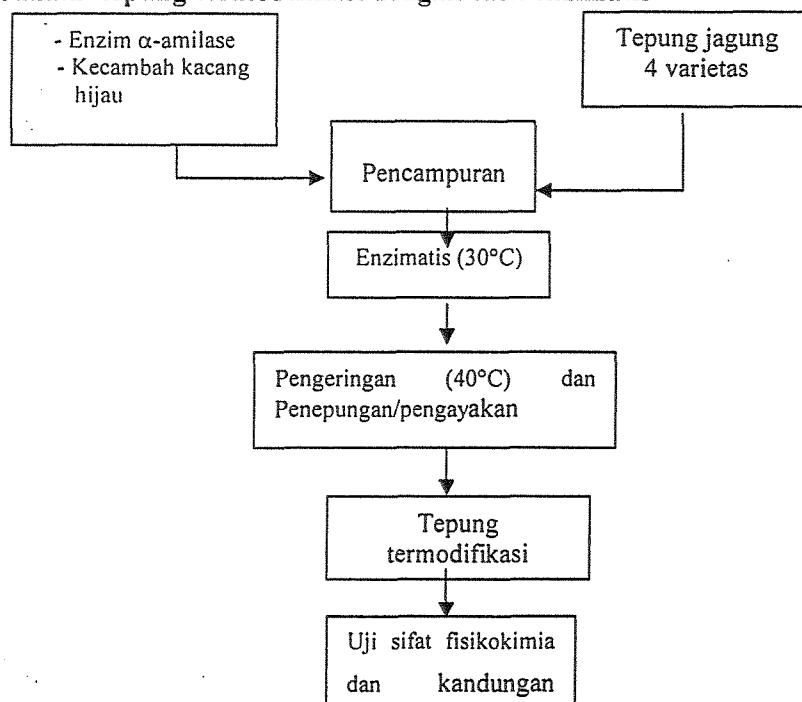 Tepung
- Enzim α-amilase
- Kecambah kacang
hijau
Tepung jagung
4 varietas
Pencampuran
Enzimatis (30°C)
Pengeringan (40°C) dan
Penepungan/pengayakan
Tepung
termodifikasi
Uji sifat fisikokimia
dan kandungan